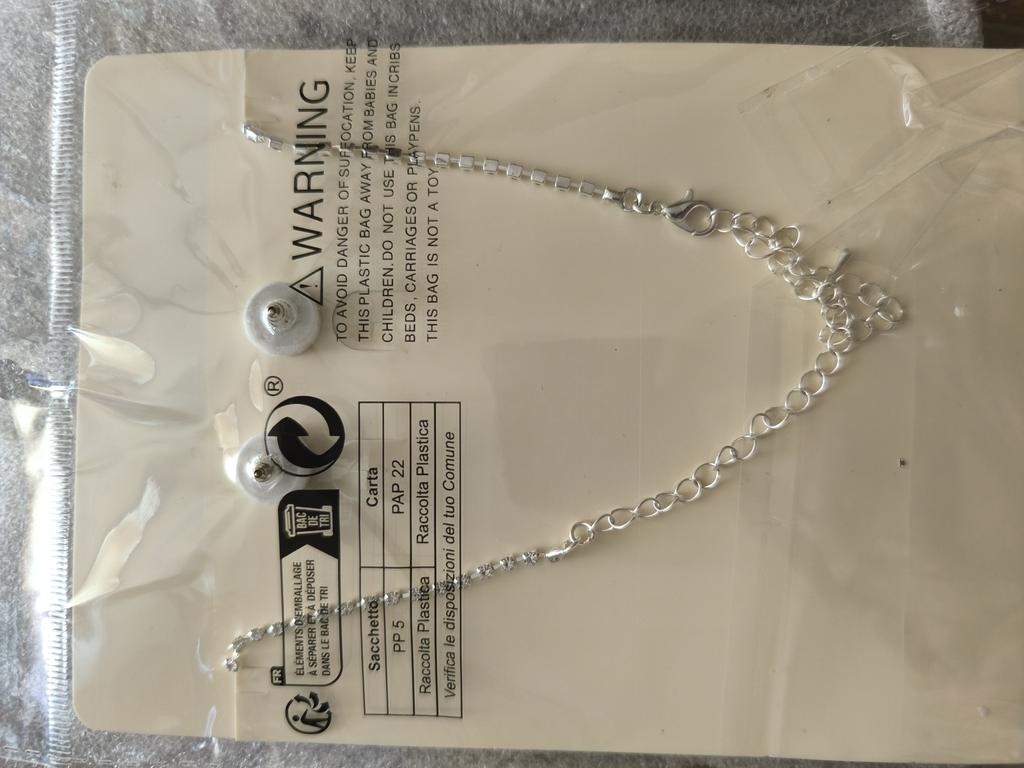 WARNING
TO AVOID DANGER OF SUFFOCATION, KEEP
THIS PLASTIC BAG AWAY FROM BABIES AND
CHILDREN.DO NOT USE THIS BAG IN CRIBS
BEDS, CARRIAGES OR PLAYPENS.
THIS BAG IS NOT A TOY
®
FR
ÉLÉMENTS D'EMBALLAGE
À SÉPARER ET À DÉPOSER
DANS LE BAC DE TRI
BAC
DE
TRI
Sacchetto Carta
PP 5 PAP 22
Raccolta Plastica Raccolta Plastica
Verifica le disposizioni del tuo Comune